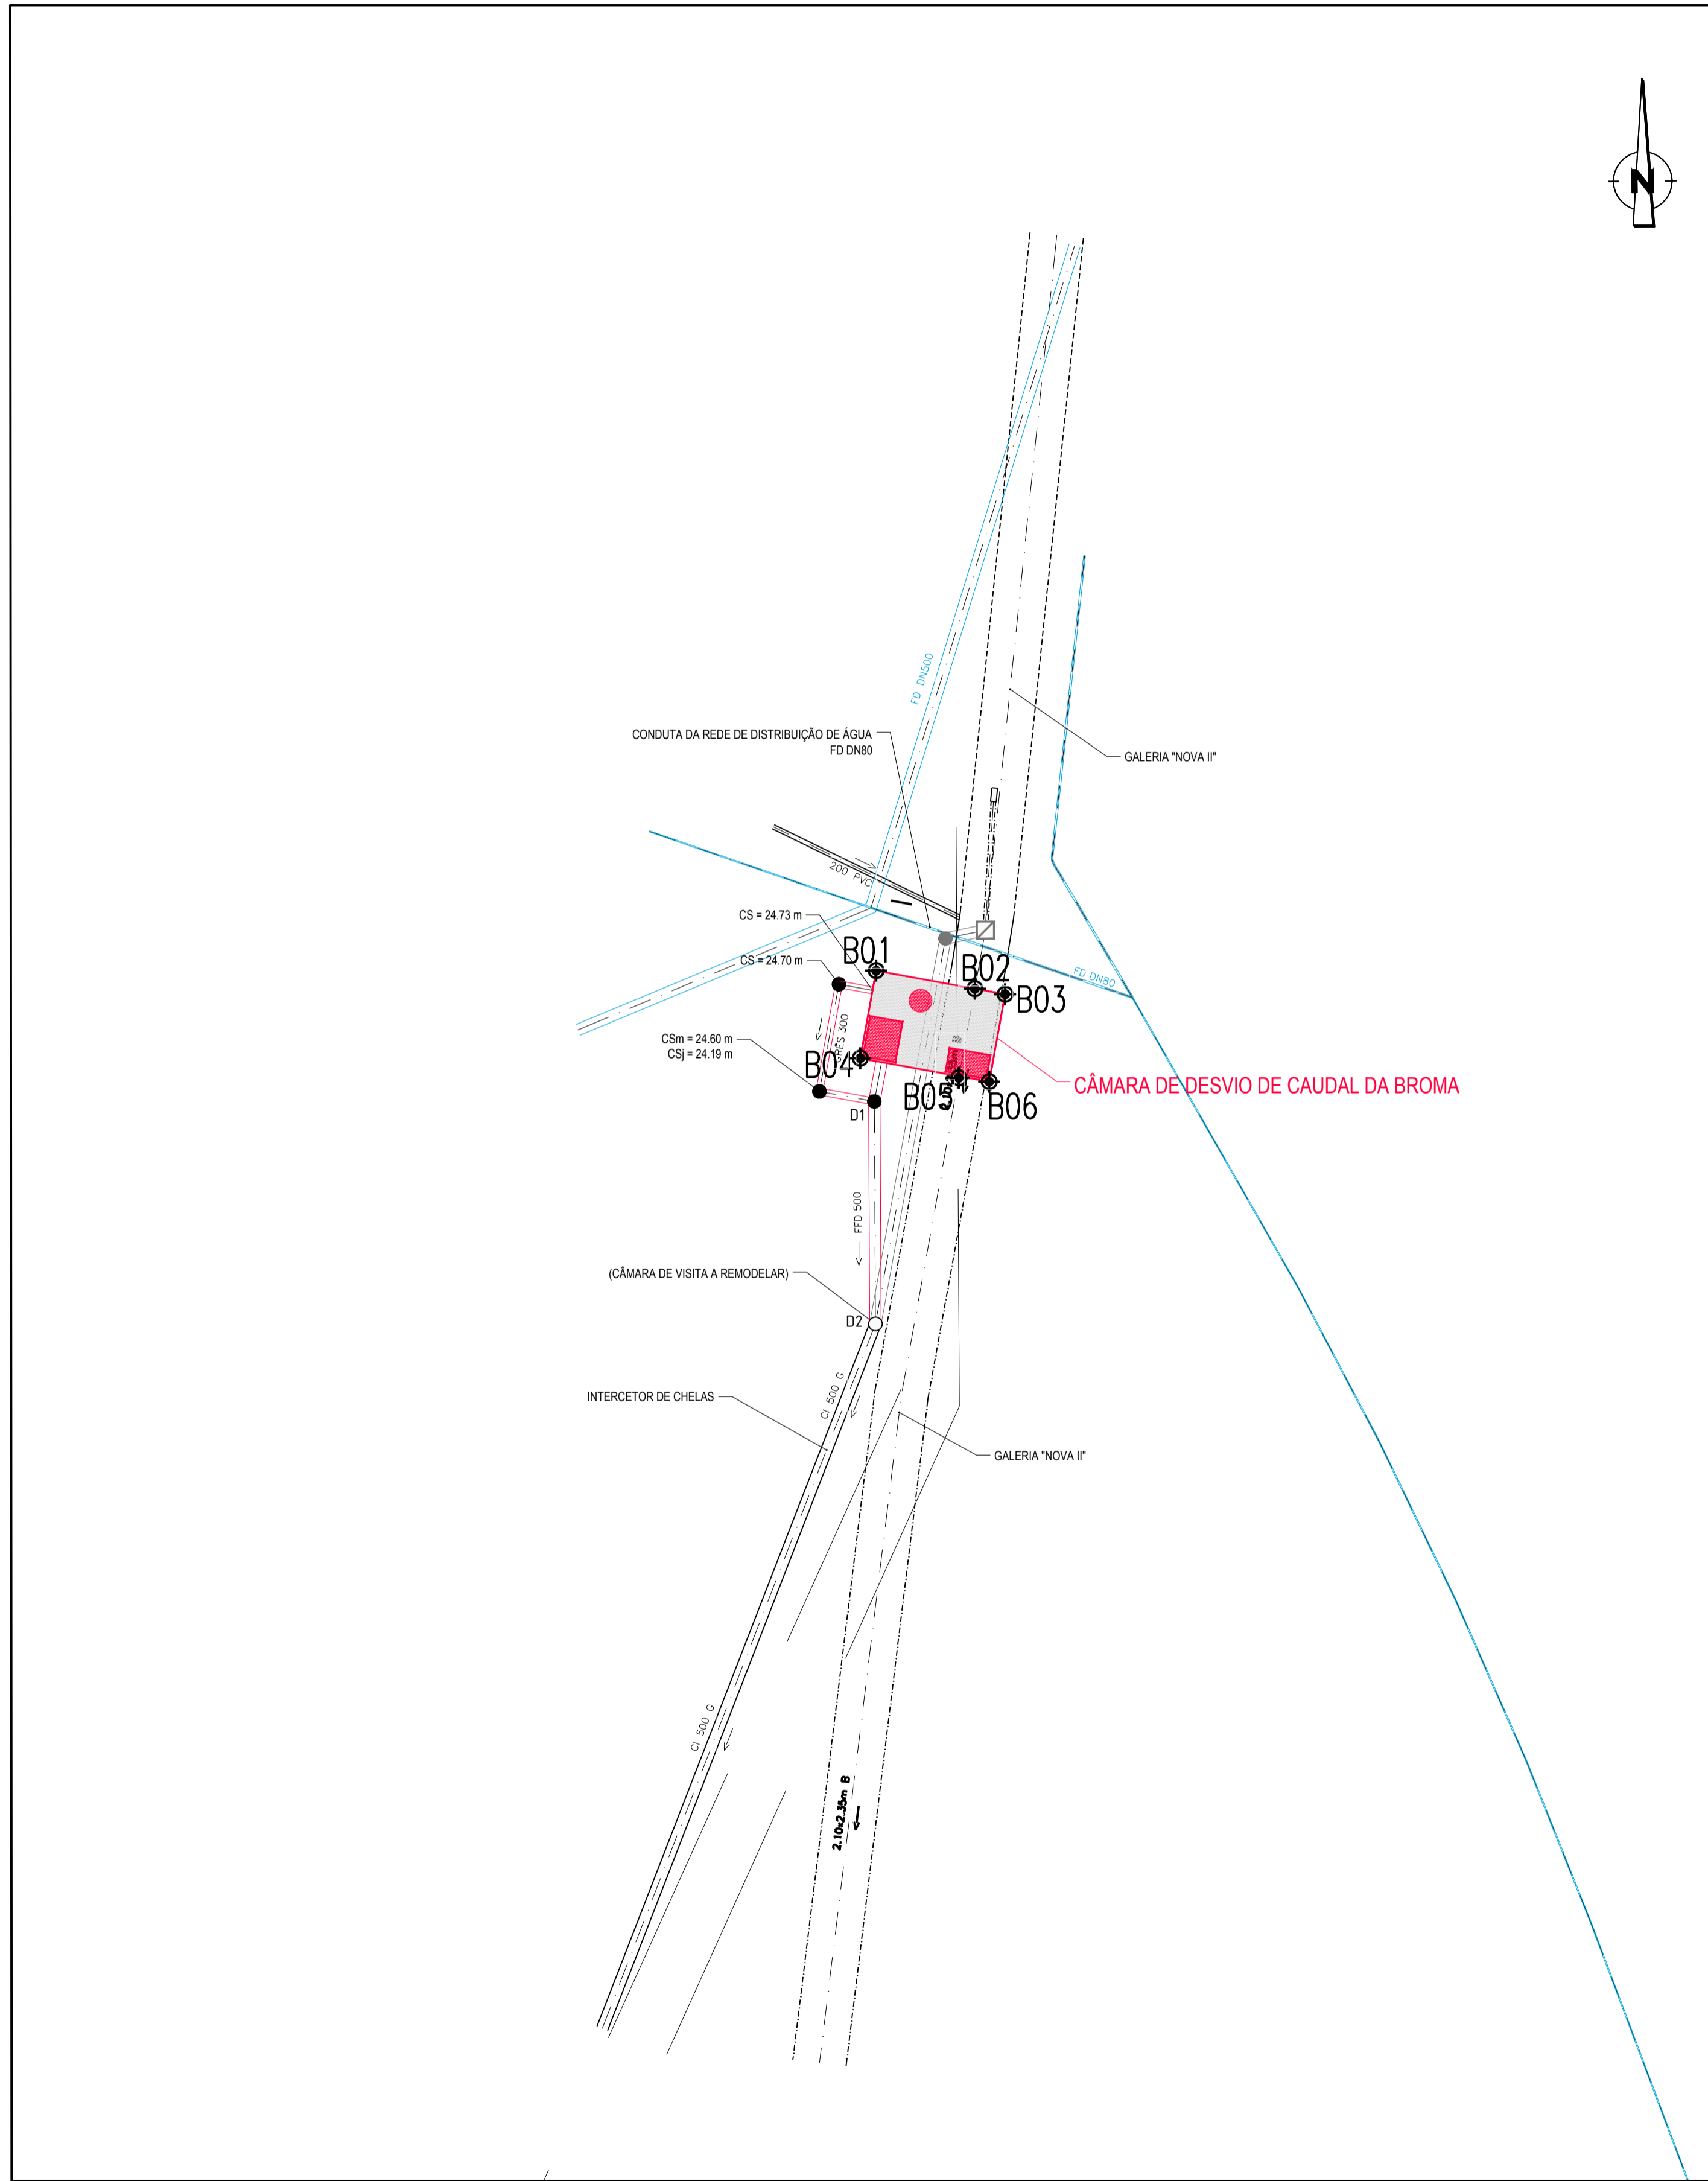 N
FD DN500
CONDUTA DA REDE DE DISTRIBUIÇÃO DE ÁGUA
FD DN80
GALERIA "NOVA II"
200 PVC
CS = 24.73 m
B01
CS = 24.70 m
B02
FD DN80
B03
GRÉS 300
CSm = 24.60 m
CSj = 24.19 m
B04
B05
B06
CÂMARA DE DESVIO DE CAUDAL DA BROMA
D1
FFD 500
(CÂMARA DE VISITA A REMODELAR)
D2
CI 500 G
INTERCETOR DE CHELAS
GALERIA "NOVA II"
CI 500 G
2.10x2.35m B